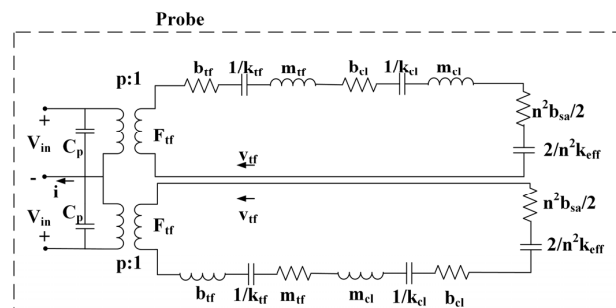 Probe
p:1
b_tf 1/k_tf m_tf b_cl 1/k_cl m_cl
+
V_in
C_p
F_tf
n²b_sa/2
2/n²k_eff
v_tf
-
i
v_tf
V_in
C_p
F_tf
n²b_sa/2
2/n²k_eff
+
p:1
b_tf 1/k_tf m_tf m_cl 1/k_cl b_cl